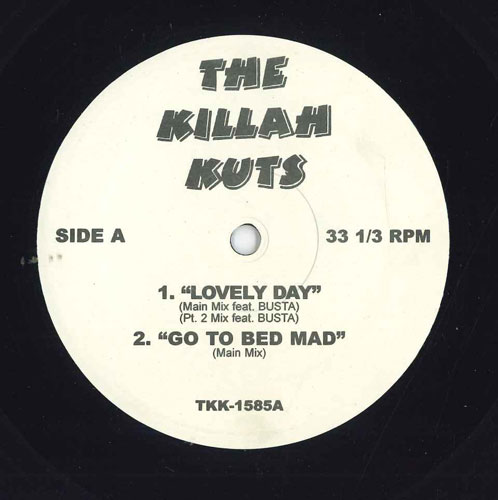 THE
KILLAH
KUTS
SIDE A
33 1/3 RPM
1. “LOVELY DAY”
(Main Mix feat. BUSTA)
(Pt. 2 Mix feat. BUSTA)
2. “GO TO BED MAD”
(Main Mix)
TKK-1585A